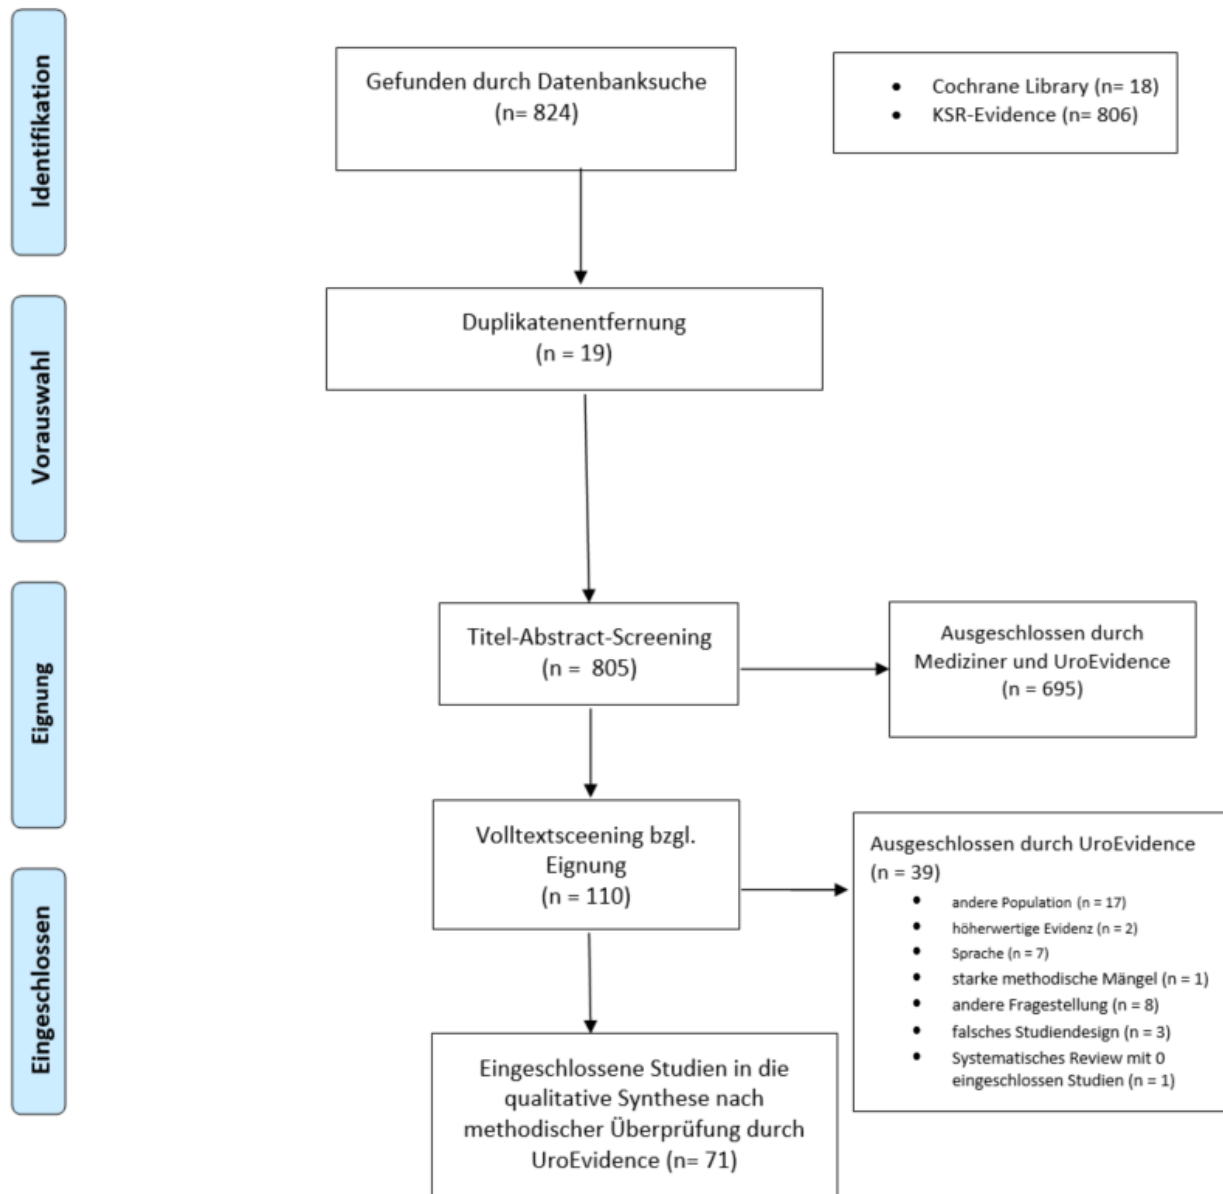 Identifikation
Gefunden durch Datenbanksuche
(n= 824)
• Cochrane Library (n= 18)
• KSR-Evidence (n= 806)
Vorauswahl
Duplikatenentfernung
(n = 19)
Eignung
Titel-Abstract-Screening
(n =  805)
Ausgeschlossen durch
Mediziner und UroEvidence
(n = 695)
Volltextsceening bzgl.
Eignung
(n = 110)
Ausgeschlossen durch UroEvidence
(n = 39)
• andere Population (n = 17)
• höherwertige Evidenz (n = 2)
• Sprache (n = 7)
• starke methodische Mängel (n = 1)
• andere Fragestellung (n = 8)
• falsches Studiendesign (n = 3)
• Systematisches Review mit 0
eingeschlossen Studien (n = 1)
Eingeschlossen
Eingeschlossene Studien in die
qualitative Synthese nach
methodischer Überprüfung durch
UroEvidence (n= 71)